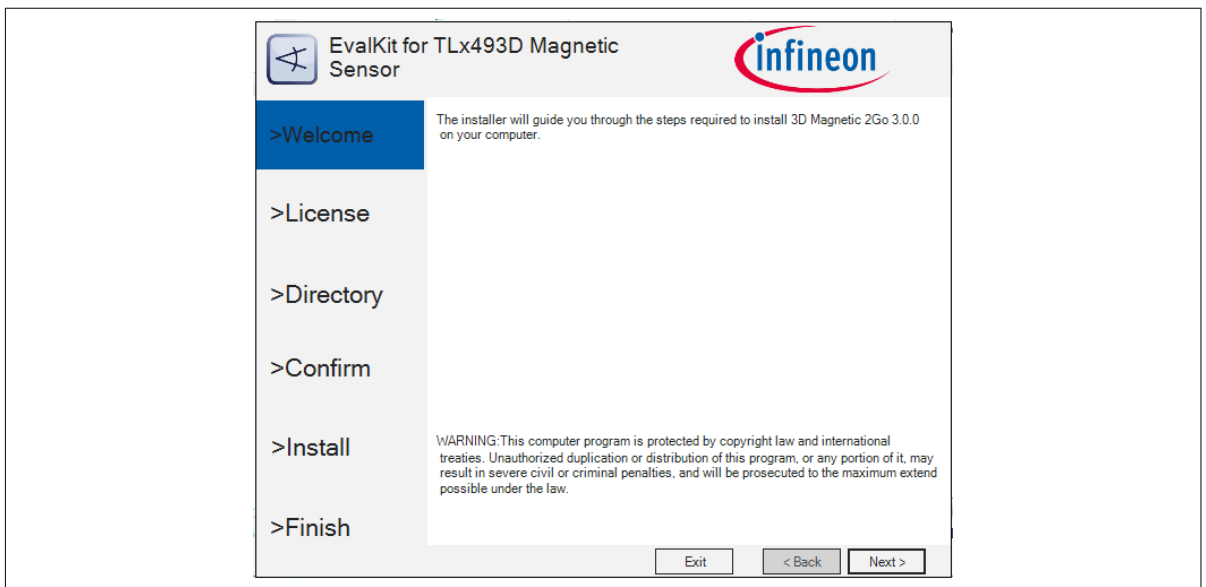 EvalKit for TLx493D Magnetic
Sensor
infineon
>Welcome
The installer will guide you through the steps required to install 3D Magnetic 2Go 3.0.0
on your computer.
>License
>Directory
>Confirm
>Install
WARNING:This computer program is protected by copyright law and international
treaties. Unauthorized duplication or distribution of this program, or any portion of it, may
result in severe civil or criminal penalties, and will be prosecuted to the maximum extend
possible under the law.
>Finish
Exit
< Back
Next >